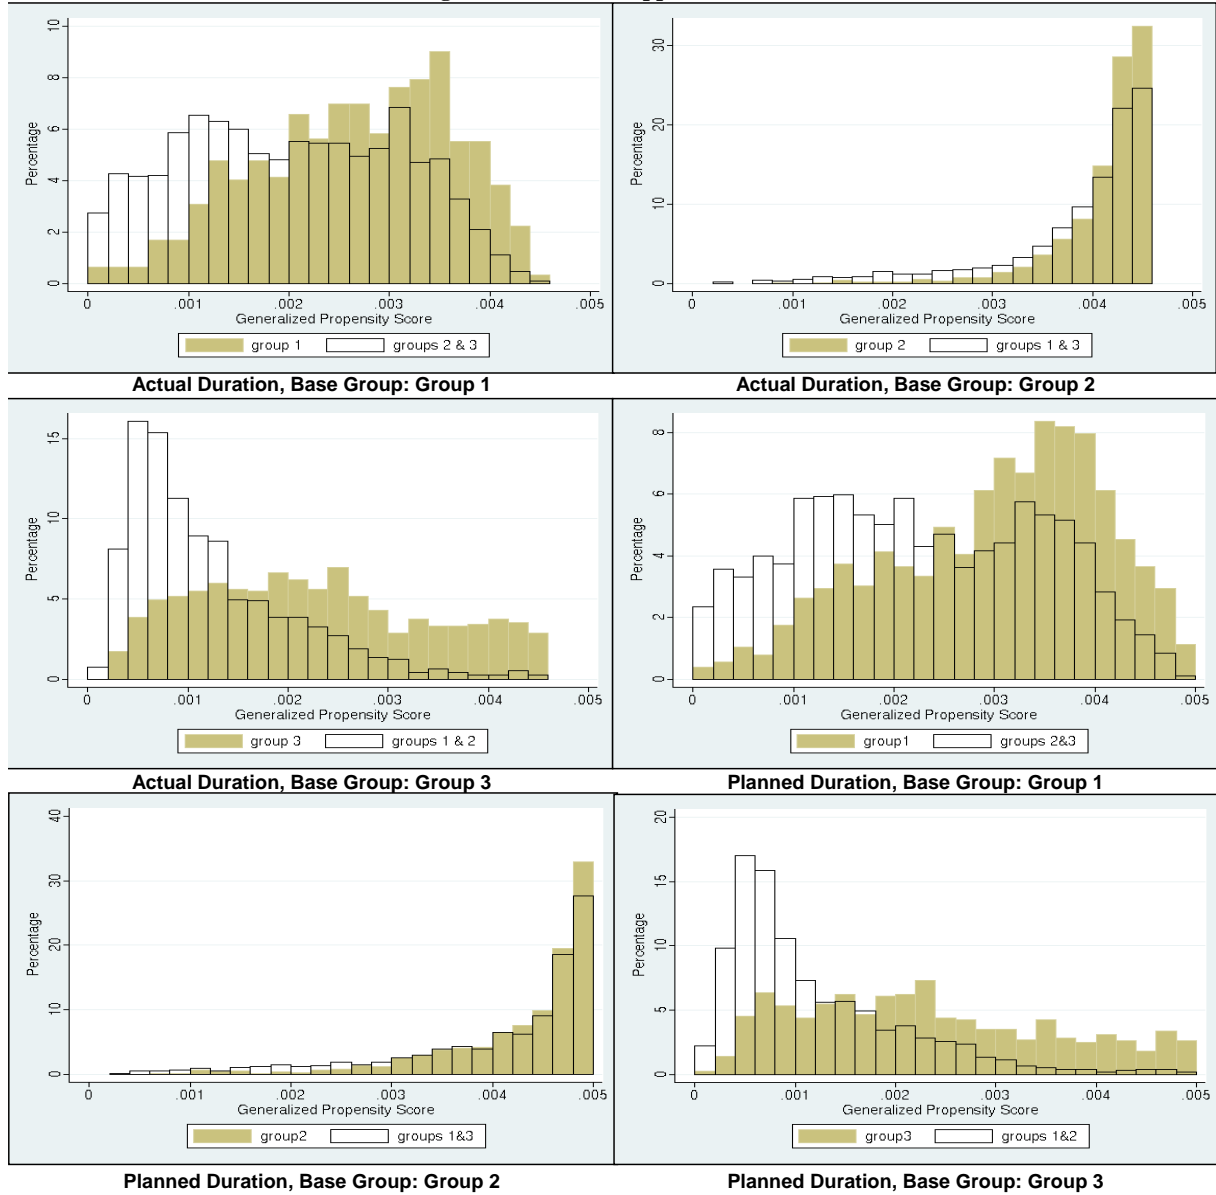 10
8
6
4
2
0
Percentage
0 .001 .002 .003 .004 .005
Generalized Propensity Score
group 1 groups 2 & 3
Actual Duration, Base Group: Group 1
30
20
10
0
Percentage
0 .001 .002 .003 .004 .005
Generalized Propensity Score
group 2 groups 1 & 3
Actual Duration, Base Group: Group 2
15
10
5
0
Percentage
0 .001 .002 .003 .004 .005
Generalized Propensity Score
group 3 groups 1 & 2
Actual Duration, Base Group: Group 3
8
6
4
2
0
Percentage
0 .001 .002 .003 .004 .005
Generalized Propensity Score
group1 groups 2&3
Planned Duration, Base Group: Group 1
40
30
20
10
0
Percentage
0 .001 .002 .003 .004 .005
Generalized Propensity Score
group2 groups 1&3
Planned Duration, Base Group: Group 2
20
15
10
5
0
Percentage
0 .001 .002 .003 .004 .005
Generalized Propensity Score
group3 groups 1&2
Planned Duration, Base Group: Group 3